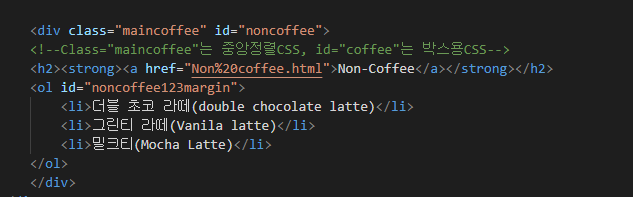 <div class="maincoffee" id="noncoffee">
<!--Class="maincoffee"는 중앙정렬CSS, id="coffee"는 박스용CSS-->
<h2><strong><a href="Non%20coffee.html">Non-Coffee</a></strong></h2>
<ol id="noncoffee123margin">
<li>더블 초코 라떼(double chocolate latte)</li>
<li>그린티 라떼(Vanila latte)</li>
<li>밀크티(Mocha Latte)</li>
</ol>
</div>